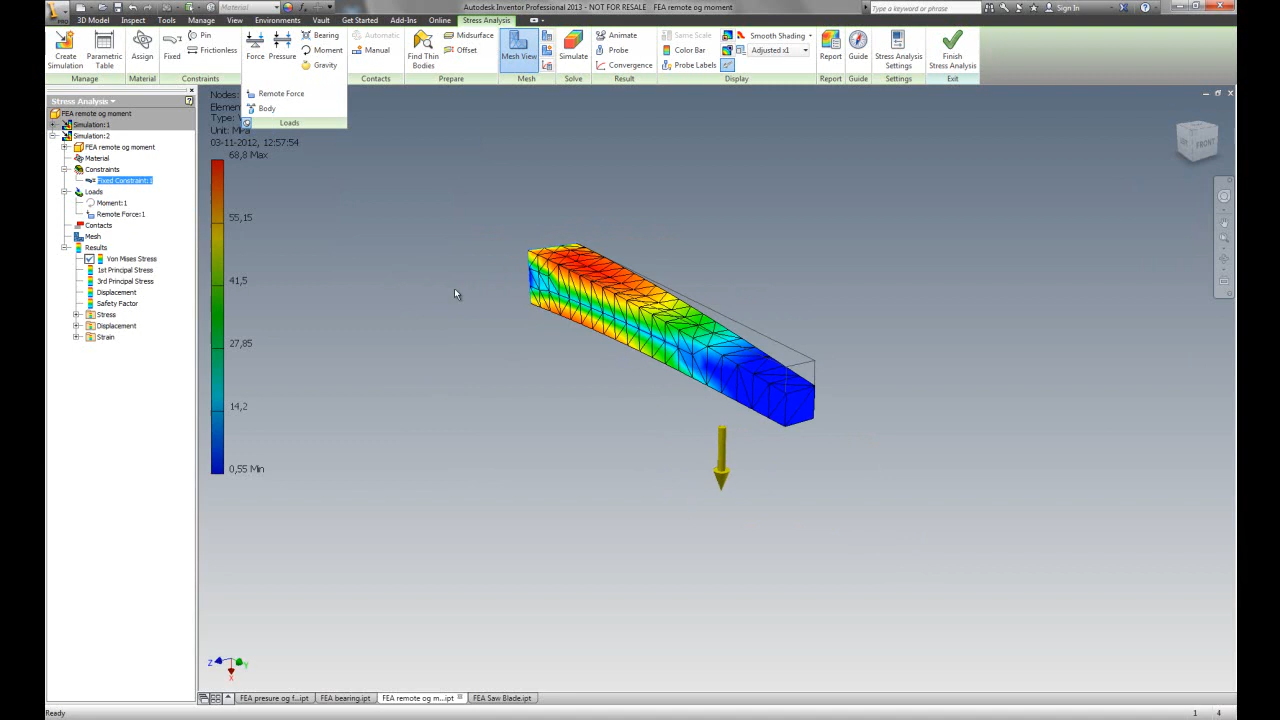 PRO
Material
Autodesk Inventor Professional 2013 - NOT FOR RESALE FEA remote og moment
Type a keyword or phrase
Sign In
3D Model Inspect Tools Manage View Environments Vault Get Started Add-Ins Online Stress Analysis
Create Simulation
Parametric Table
Assign
Fixed
Pin
Frictionless
Force
Pressure
Bearing
Moment
Gravity
Automatic
Manual
Find Thin Bodies
Midsurface
Offset
Mesh View
Simulate
Animate
Probe
Convergence
Same Scale
Color Bar
Probe Labels
Smooth Shading
Adjusted x1
Report
Guide
Stress Analysis Settings
Finish Stress Analysis
Manage Material Constraints Contacts Prepare Mesh Solve Result Display Report Guide Settings Exit
Remote Force
Body
Loads
Stress Analysis
FEA remote og moment
Simulation:1
Simulation:2
FEA remote og moment
Material
Constraints
Fixed Constraint:1
Loads
Moment:1
Remote Force:1
Contacts
Mesh
Results
Von Mises Stress
1st Principal Stress
3rd Principal Stress
Displacement
Safety Factor
Stress
Displacement
Strain
Nodes:
Type:
Unit: MPa
03-11-2012, 12:57:54
68,8 Max
55,15
41,5
27,85
14,2
0,55 Min
FRONT
Z Y
X
FEA presure og f...ipt FEA bearing.ipt FEA remote og m...ipt FEA Saw Blade.ipt
Ready 1 4